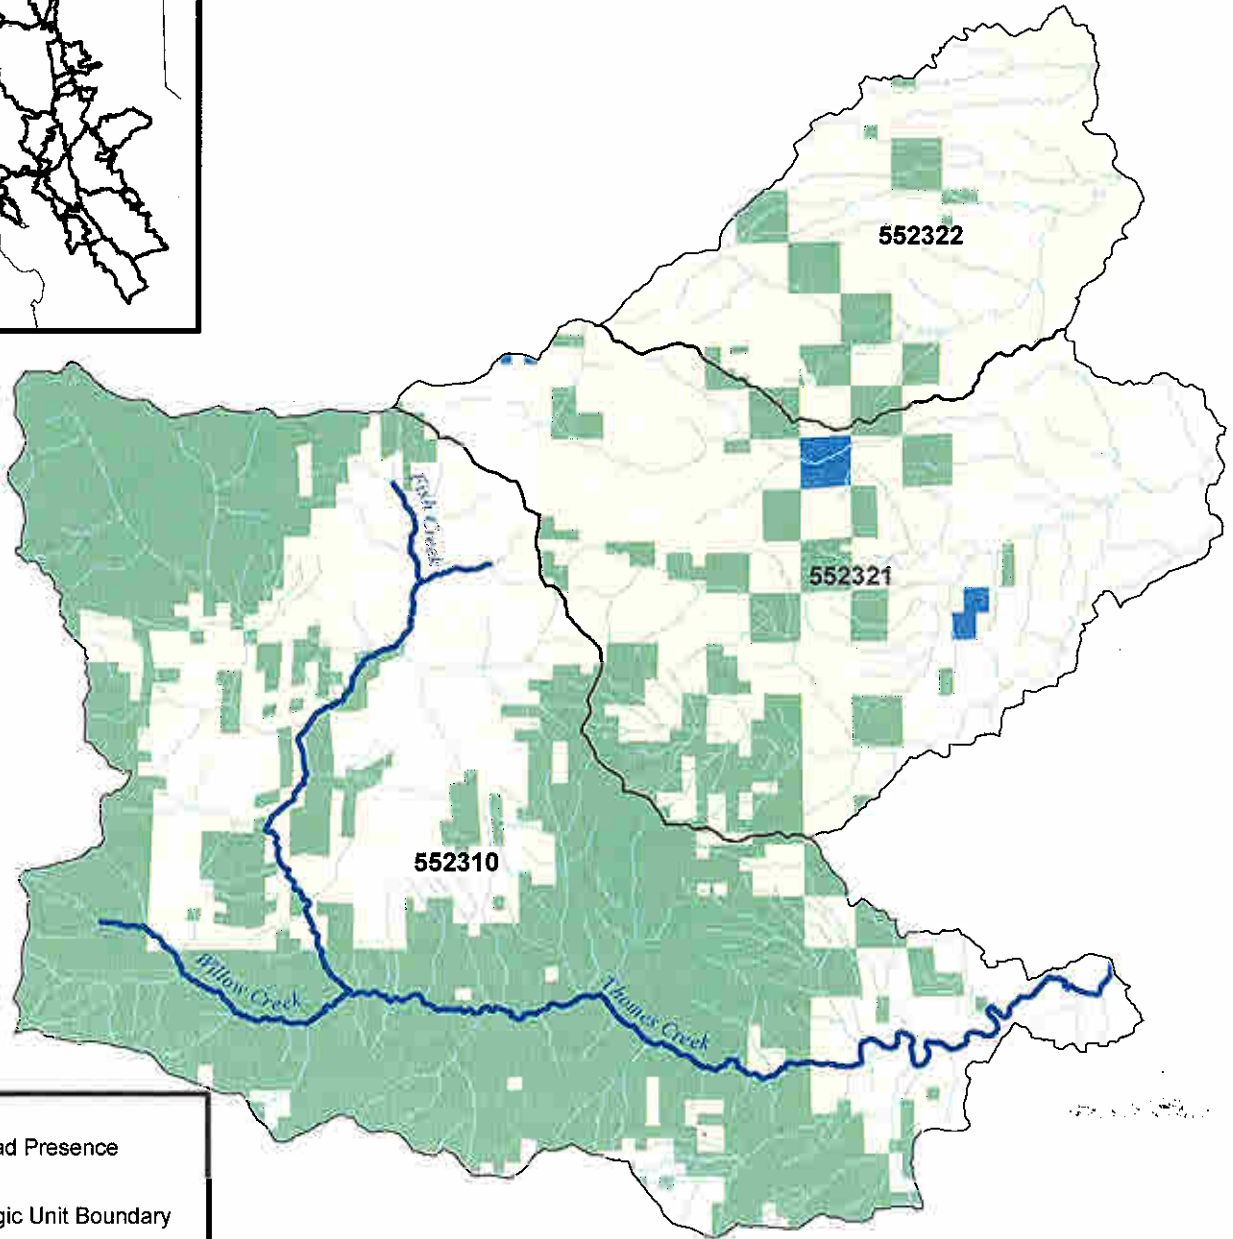 552322
Fish Creek
552321
552310
Willow Creek
Thomes Creek
ad Presence
gic Unit Boundary